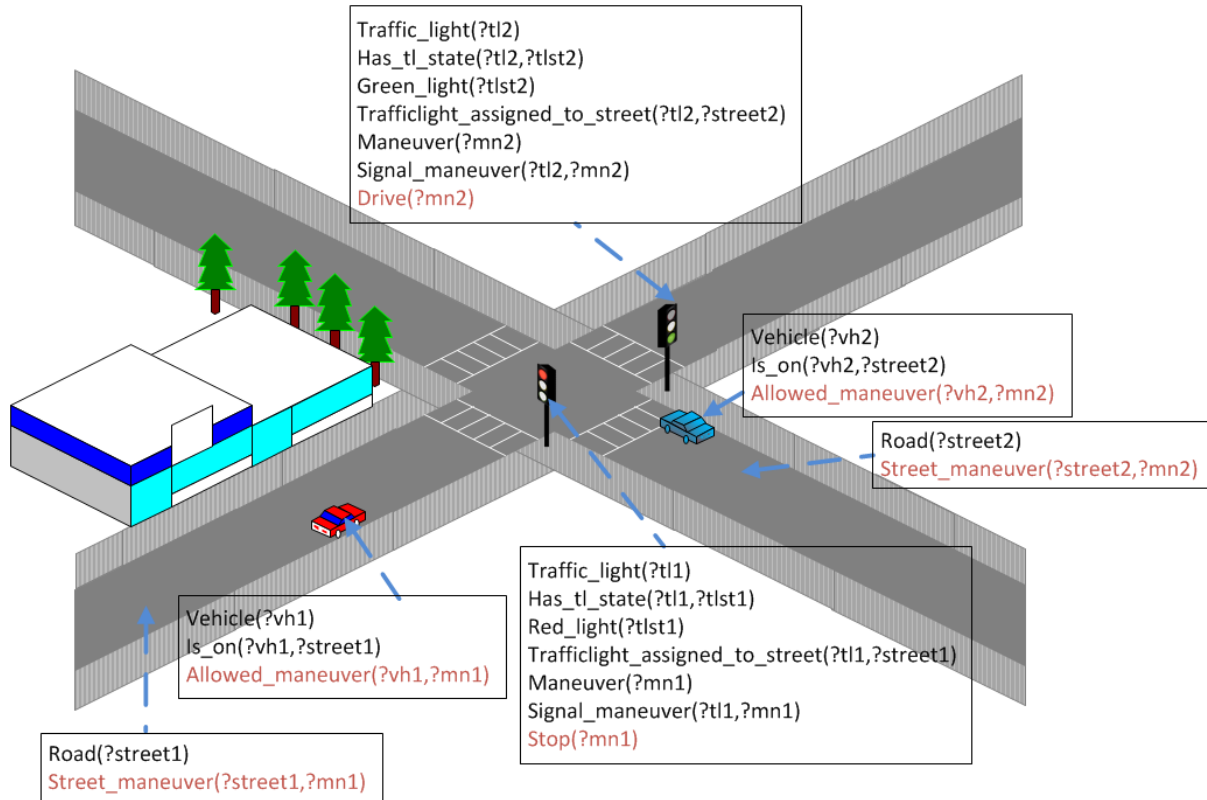 Traffic_light(?tl2)
Has_tl_state(?tl2,?tlst2)
Green_light(?tlst2)
Trafficlight_assigned_to_street(?tl2,?street2)
Maneuver(?mn2)
Signal_maneuver(?tl2,?mn2)
Drive(?mn2)
Vehicle(?vh2)
Is_on(?vh2,?street2)
Allowed_maneuver(?vh2,?mn2)
Road(?street2)
Street_maneuver(?street2,?mn2)
Traffic_light(?tl1)
Has_tl_state(?tl1,?tlst1)
Red_light(?tlst1)
Trafficlight_assigned_to_street(?tl1,?street1)
Maneuver(?mn1)
Signal_maneuver(?tl1,?mn1)
Stop(?mn1)
Vehicle(?vh1)
Is_on(?vh1,?street1)
Allowed_maneuver(?vh1,?mn1)
Road(?street1)
Street_maneuver(?street1,?mn1)